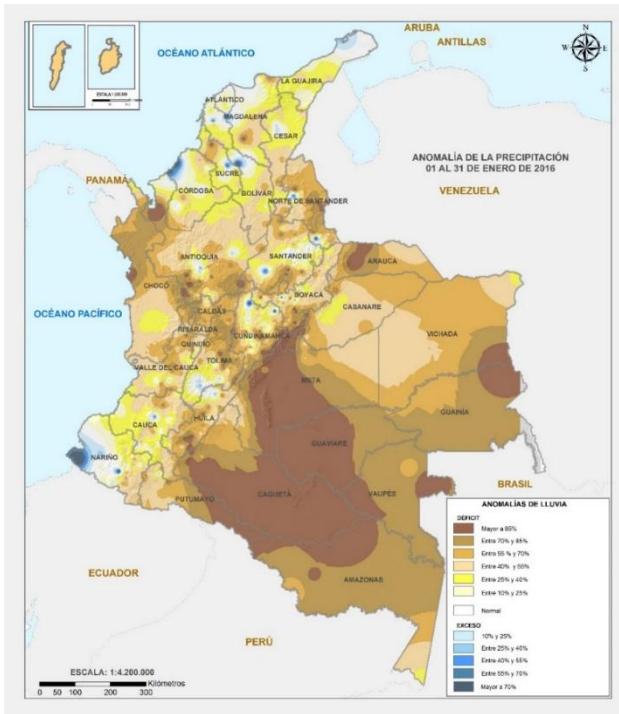 ARUBA
ANTILLAS
N
W
E
S
OCÉANO ATLÁNTICO
LA GUAJIRA
ATLÁNTICO
MAGDALENA
CESAR
ANOMALÍA DE LA PRECIPITACIÓN
01 AL 31 DE ENERO DE 2016
PANAMÁ
VENEZUELA
SUCRE
CÓRDOBA
BOLÍVAR
NORTE DE SANTANDER
ANTIOQUIA
SANTANDER
ARAUCA
CHOCÓ
BOYACÁ
CASANARE
OCÉANO PACÍFICO
CALDAS
VICHADA
RISARALDA
CUNDINAMARCA
QUINDIO
TOLIMA
VALLE DEL CAUCA
META
GUAINÍA
HUILA
CAUCA
GUAVIARE
NARIÑO
BRASIL
CAQUETÁ
VAUPÉS
PUTUMAYO
ECUADOR
AMAZONAS
PERÚ
ANOMALÍAS DE LLUVIA
DÉFICIT
Mayor a 85%
Entre 70% y 85%
Entre 55 % y 70%
Entre 40% y 55%
Entre 25% y 40%
Entre 10% y 25%
Normal
EXCESO
10% y 25%
Entre 25% y 40%
Entre 40% y 55%
Entre 55% y 70%
Mayor a 70%
ESCALA: 1:4.200.000
Kilómetros
0 50 100 200 300